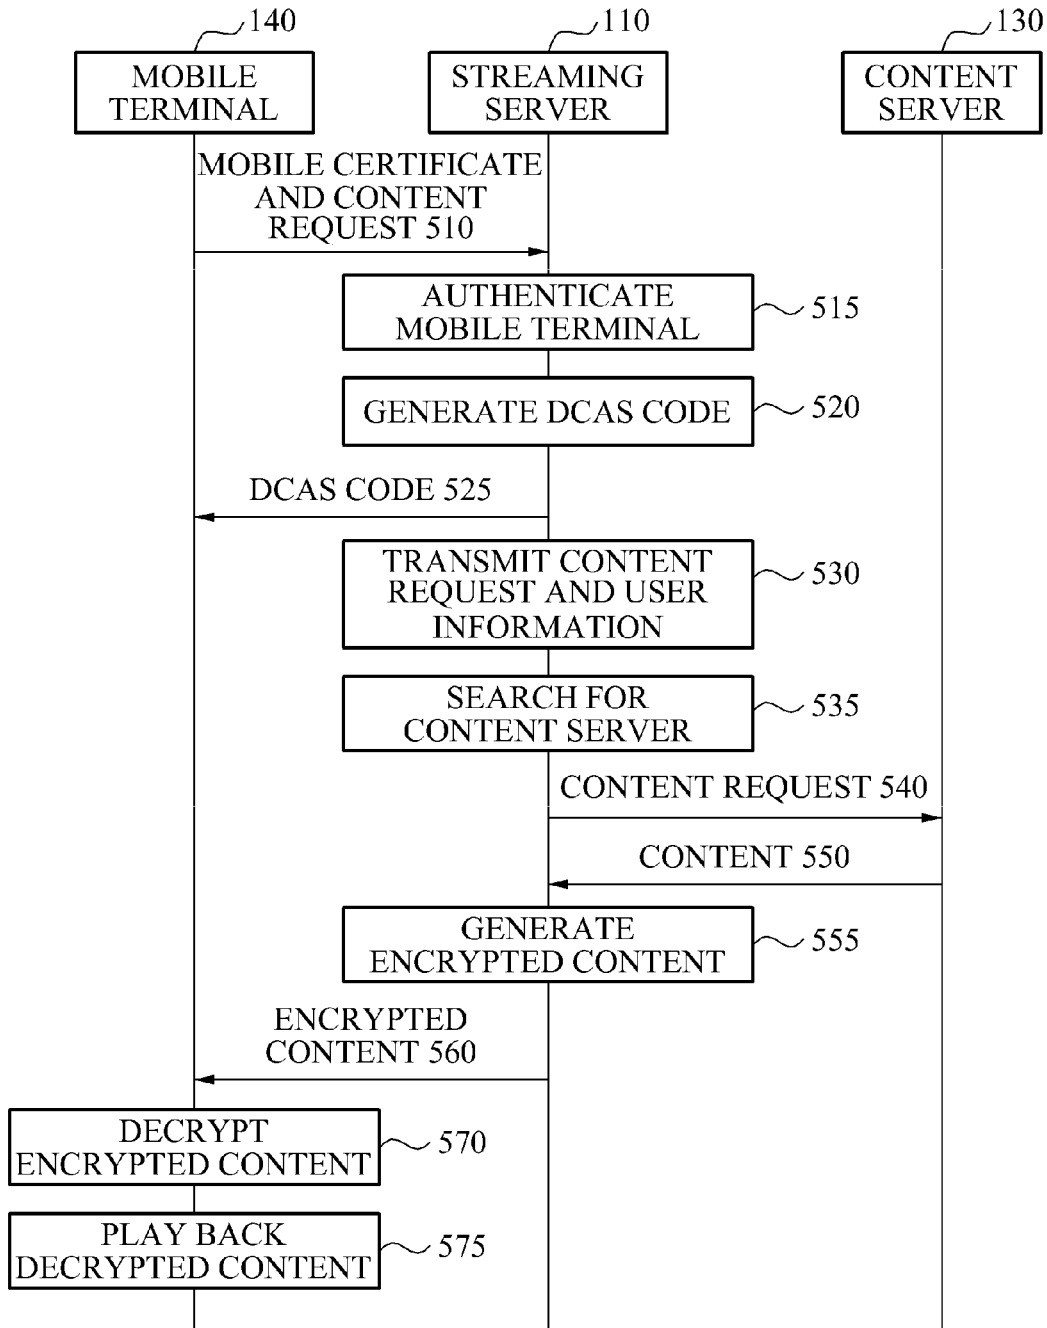 140
110
130
MOBILE
TERMINAL
STREAMING
SERVER
CONTENT
SERVER
MOBILE CERTIFICATE
AND CONTENT
REQUEST 510
AUTHENTICATE
MOBILE TERMINAL
515
GENERATE DCAS CODE
520
DCAS CODE 525
TRANSMIT CONTENT
REQUEST AND USER
INFORMATION
530
SEARCH FOR
CONTENT SERVER
535
CONTENT REQUEST 540
CONTENT 550
GENERATE
ENCRYPTED CONTENT
555
ENCRYPTED
CONTENT 560
DECRYPT
ENCRYPTED CONTENT
570
PLAY BACK
DECRYPTED CONTENT
575